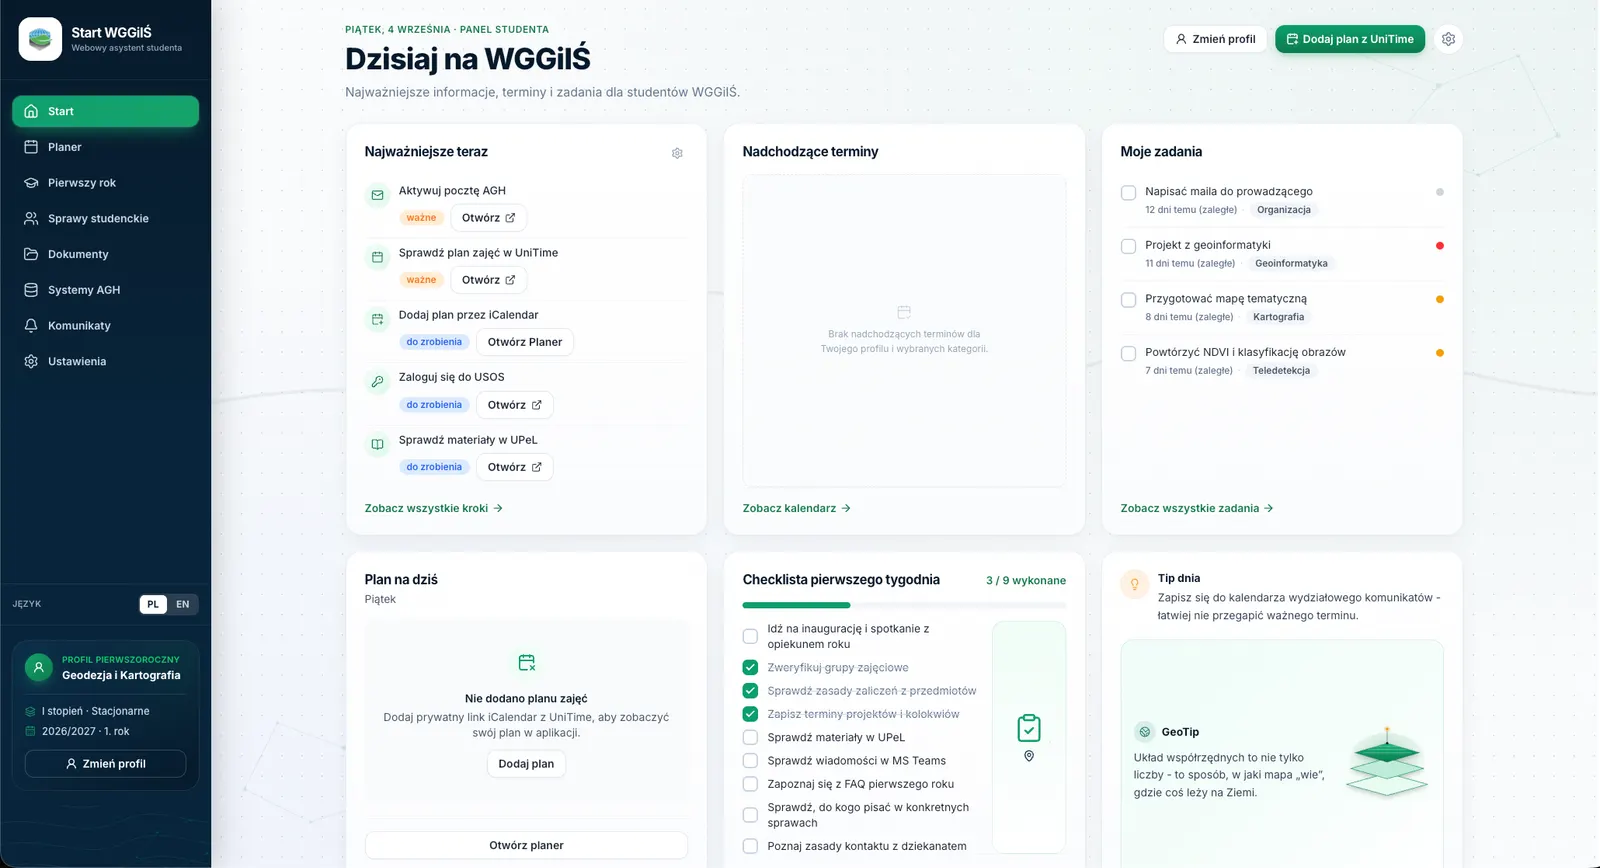 Start WGGiIŚ
Webowy asystent studenta
Start
Planer
Pierwszy rok
Sprawy studenckie
Dokumenty
Systemy AGH
Komunikaty
Ustawienia
JĘZYK
PL
EN
PROFIL PIERWSZOROCZNY
Geodezja i Kartografia
I stopień · Stacjonarne
2026/2027 · 1. rok
Zmień profil
PIĄTEK, 4 WRZEŚNIA · PANEL STUDENTA
Dzisiaj na WGGiIŚ
Najważniejsze informacje, terminy i zadania dla studentów WGGiIŚ.
Zmień profil
Dodaj plan z UniTime
Najważniejsze teraz
Aktywuj pocztę AGH
ważne
Otwórz
Sprawdź plan zajęć w UniTime
ważne
Otwórz
Dodaj plan przez iCalendar
do zrobienia
Otwórz Planer
Zaloguj się do USOS
do zrobienia
Otwórz
Sprawdź materiały w UPeL
do zrobienia
Otwórz
Zobacz wszystkie kroki →
Nadchodzące terminy
Brak nadchodzących terminów dla
Twojego profilu i wybranych kategorii.
Zobacz kalendarz →
Moje zadania
Napisać maila do prowadzącego
12 dni temu (zaległe) · Organizacja
Projekt z geoinformatyki
11 dni temu (zaległe) · Geoinformatyka
Przygotować mapę tematyczną
8 dni temu (zaległe) · Kartografia
Powtórzyć NDVI i klasyfikację obrazów
7 dni temu (zaległe) · Teledetekcja
Zobacz wszystkie zadania →
Plan na dziś
Piątek
Nie dodano planu zajęć
Dodaj prywatny link iCalendar z UniTime, aby zobaczyć
swój plan w aplikacji.
Dodaj plan
Otwórz planer
Checklista pierwszego tygodnia
3 / 9 wykonane
Idź na inaugurację i spotkanie z
opiekunem roku
Zweryfikuj grupy zajęciowe
Sprawdź zasady zaliczeń z przedmiotów
Zapisz terminy projektów i kolokwiów
Sprawdź materiały w UPeL
Sprawdź wiadomości w MS Teams
Zapoznaj się z FAQ pierwszego roku
Sprawdź, do kogo pisać w konkretnych
sprawach
Poznaj zasady kontaktu z dziekanatem
Tip dnia
Zapisz się do kalendarza wydziałowego komunikatów -
łatwiej nie przegapić ważnego terminu.
GeoTip
Układ współrzędnych to nie tylko
liczby - to sposób, w jaki mapa „wie”,
gdzie coś leży na Ziemi.